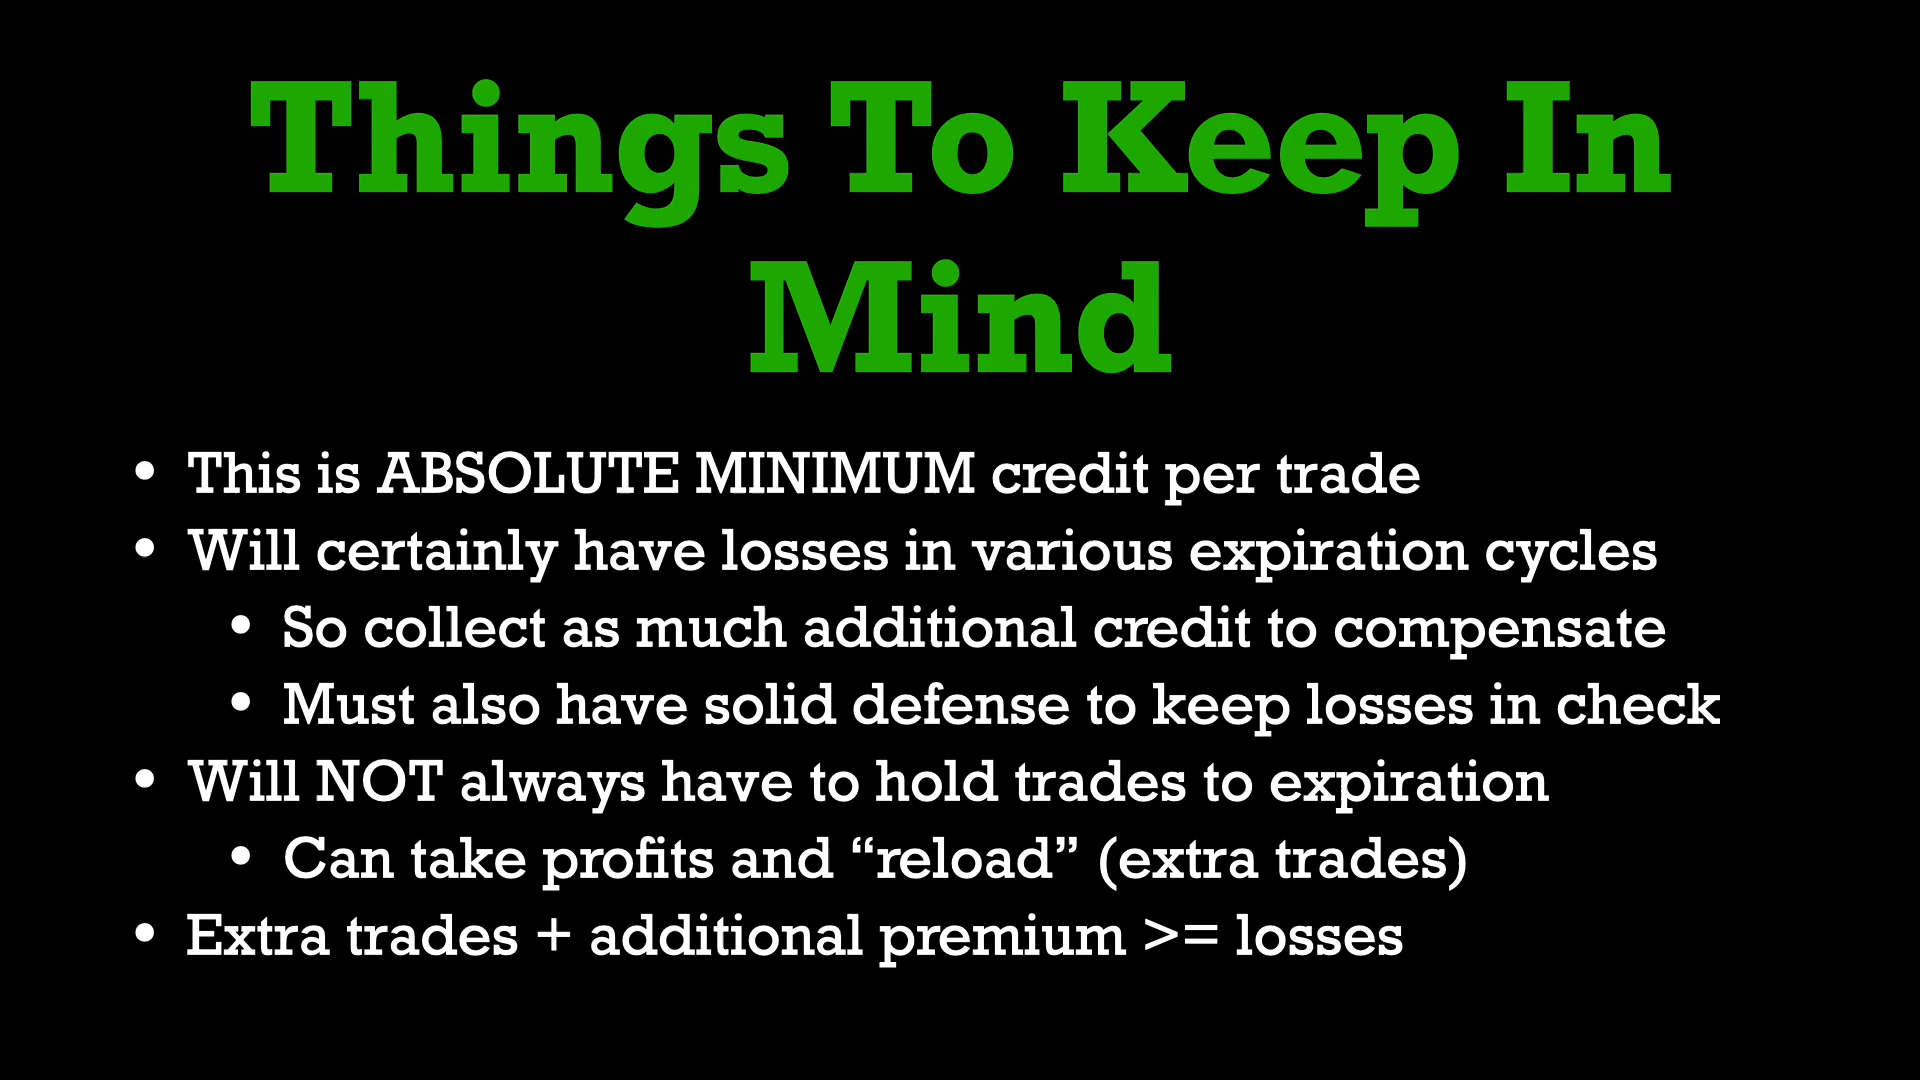 Things To Keep In
Mind
• This is ABSOLUTE MINIMUM credit per trade
• Will certainly have losses in various expiration cycles
• So collect as much additional credit to compensate
• Must also have solid defense to keep losses in check
• Will NOT always have to hold trades to expiration
• Can take profits and “reload” (extra trades)
• Extra trades + additional premium >= losses